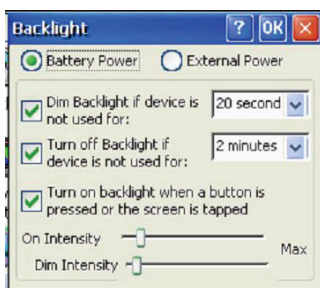 Backlight ? OK ×
Battery Power External Power
Dim Backlight if device is
not used for:
20 second
Turn off Backlight if
device is not used for:
2 minutes
Turn on backlight when a button is
pressed or the screen is tapped
On Intensity
Max
Dim Intensity